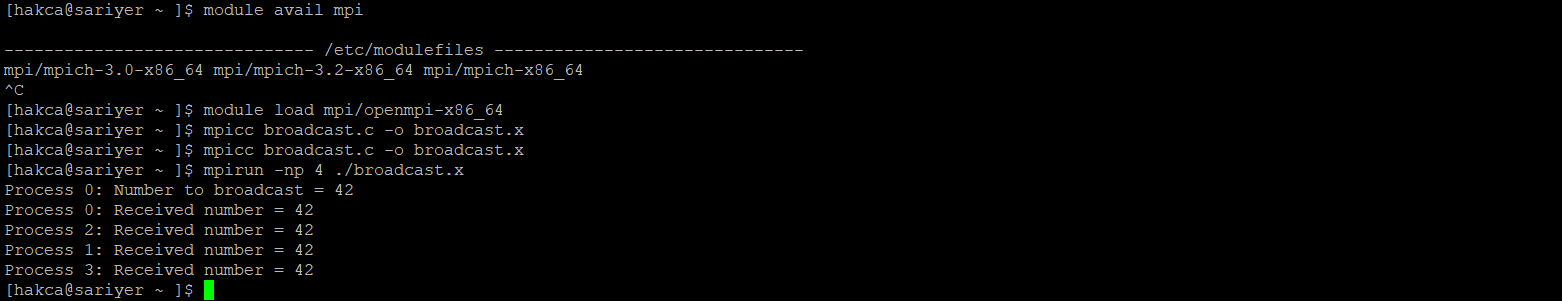 [hakca@sariyer ~ ]$ module avail mpi
------------------------------- /etc/modulefiles -------------------------------
mpi/mpich-3.0-x86_64 mpi/mpich-3.2-x86_64 mpi/mpich-x86_64
^C
[hakca@sariyer ~ ]$ module load mpi/openmpi-x86_64
[hakca@sariyer ~ ]$ mpicc broadcast.c -o broadcast.x
[hakca@sariyer ~ ]$ mpicc broadcast.c -o broadcast.x
[hakca@sariyer ~ ]$ mpirun -np 4 ./broadcast.x
Process 0: Number to broadcast = 42
Process 0: Received number = 42
Process 2: Received number = 42
Process 1: Received number = 42
Process 3: Received number = 42
[hakca@sariyer ~ ]$